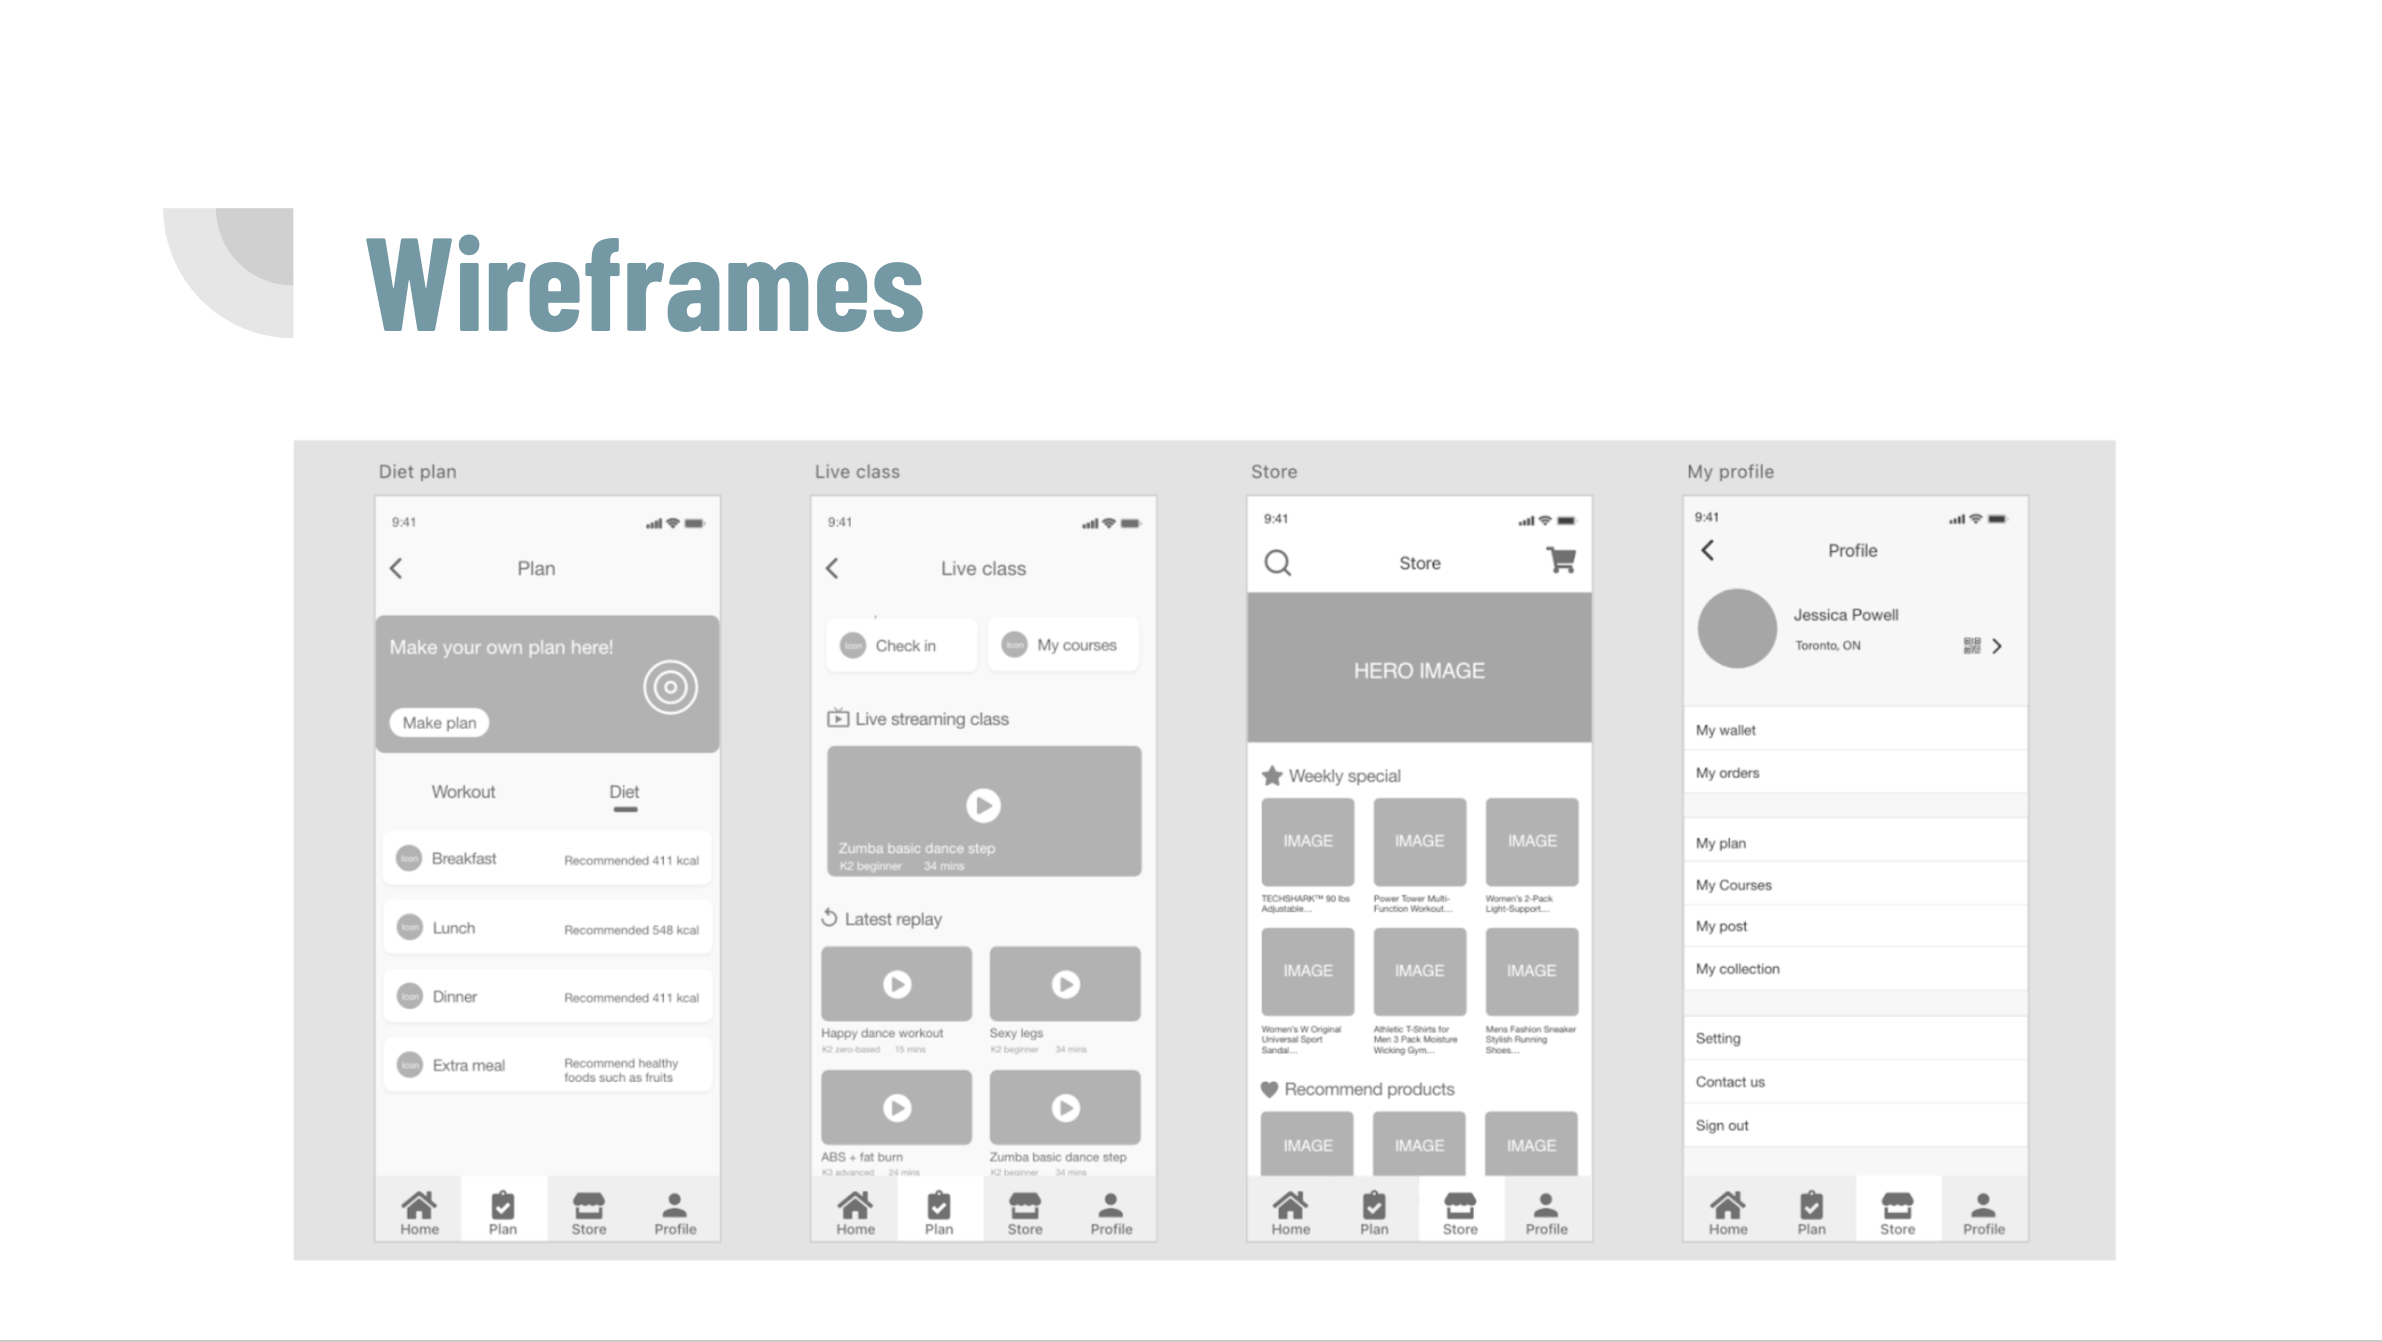 Wireframes
Diet plan
9:41
Plan
Make your own plan here!
Make plan
Workout
Diet
Icon
Breakfast
Recommended 411 kcal
Icon
Lunch
Recommended 548 kcal
Icon
Dinner
Recommended 411 kcal
Icon
Extra meal
Recommend healthy
foods such as fruits
Home
Plan
Store
Profile
Live class
9:41
Live class
Icon
Check in
Icon
My courses
Live streaming class
Zumba basic dance step
K2 beginner
34 mins
Latest replay
Happy dance workout
K2 zero-based
15 mins
Sexy legs
K2 beginner
34 mins
ABS + fat burn
K3 advanced
24 mins
Zumba basic dance step
K2 beginner
34 mins
Home
Plan
Store
Profile
Store
9:41
Store
HERO IMAGE
Weekly special
IMAGE
IMAGE
IMAGE
TECHSHARK™ 90 lbs
Adjustable...
Power Tower Multi-
Function Workout...
Women's 2-Pack
Light-Support...
IMAGE
IMAGE
IMAGE
Women's W Original
Universal Sport
Sandal...
Athletic T-Shirts for
Men 3 Pack Moisture
Wicking Gym...
Mens Fashion Sneaker
Stylish Running
Shoes...
Recommend products
IMAGE
IMAGE
IMAGE
Home
Plan
Store
Profile
My profile
9:41
Profile
Jessica Powell
Toronto, ON
My wallet
My orders
My plan
My Courses
My post
My collection
Setting
Contact us
Sign out
Home
Plan
Store
Profile